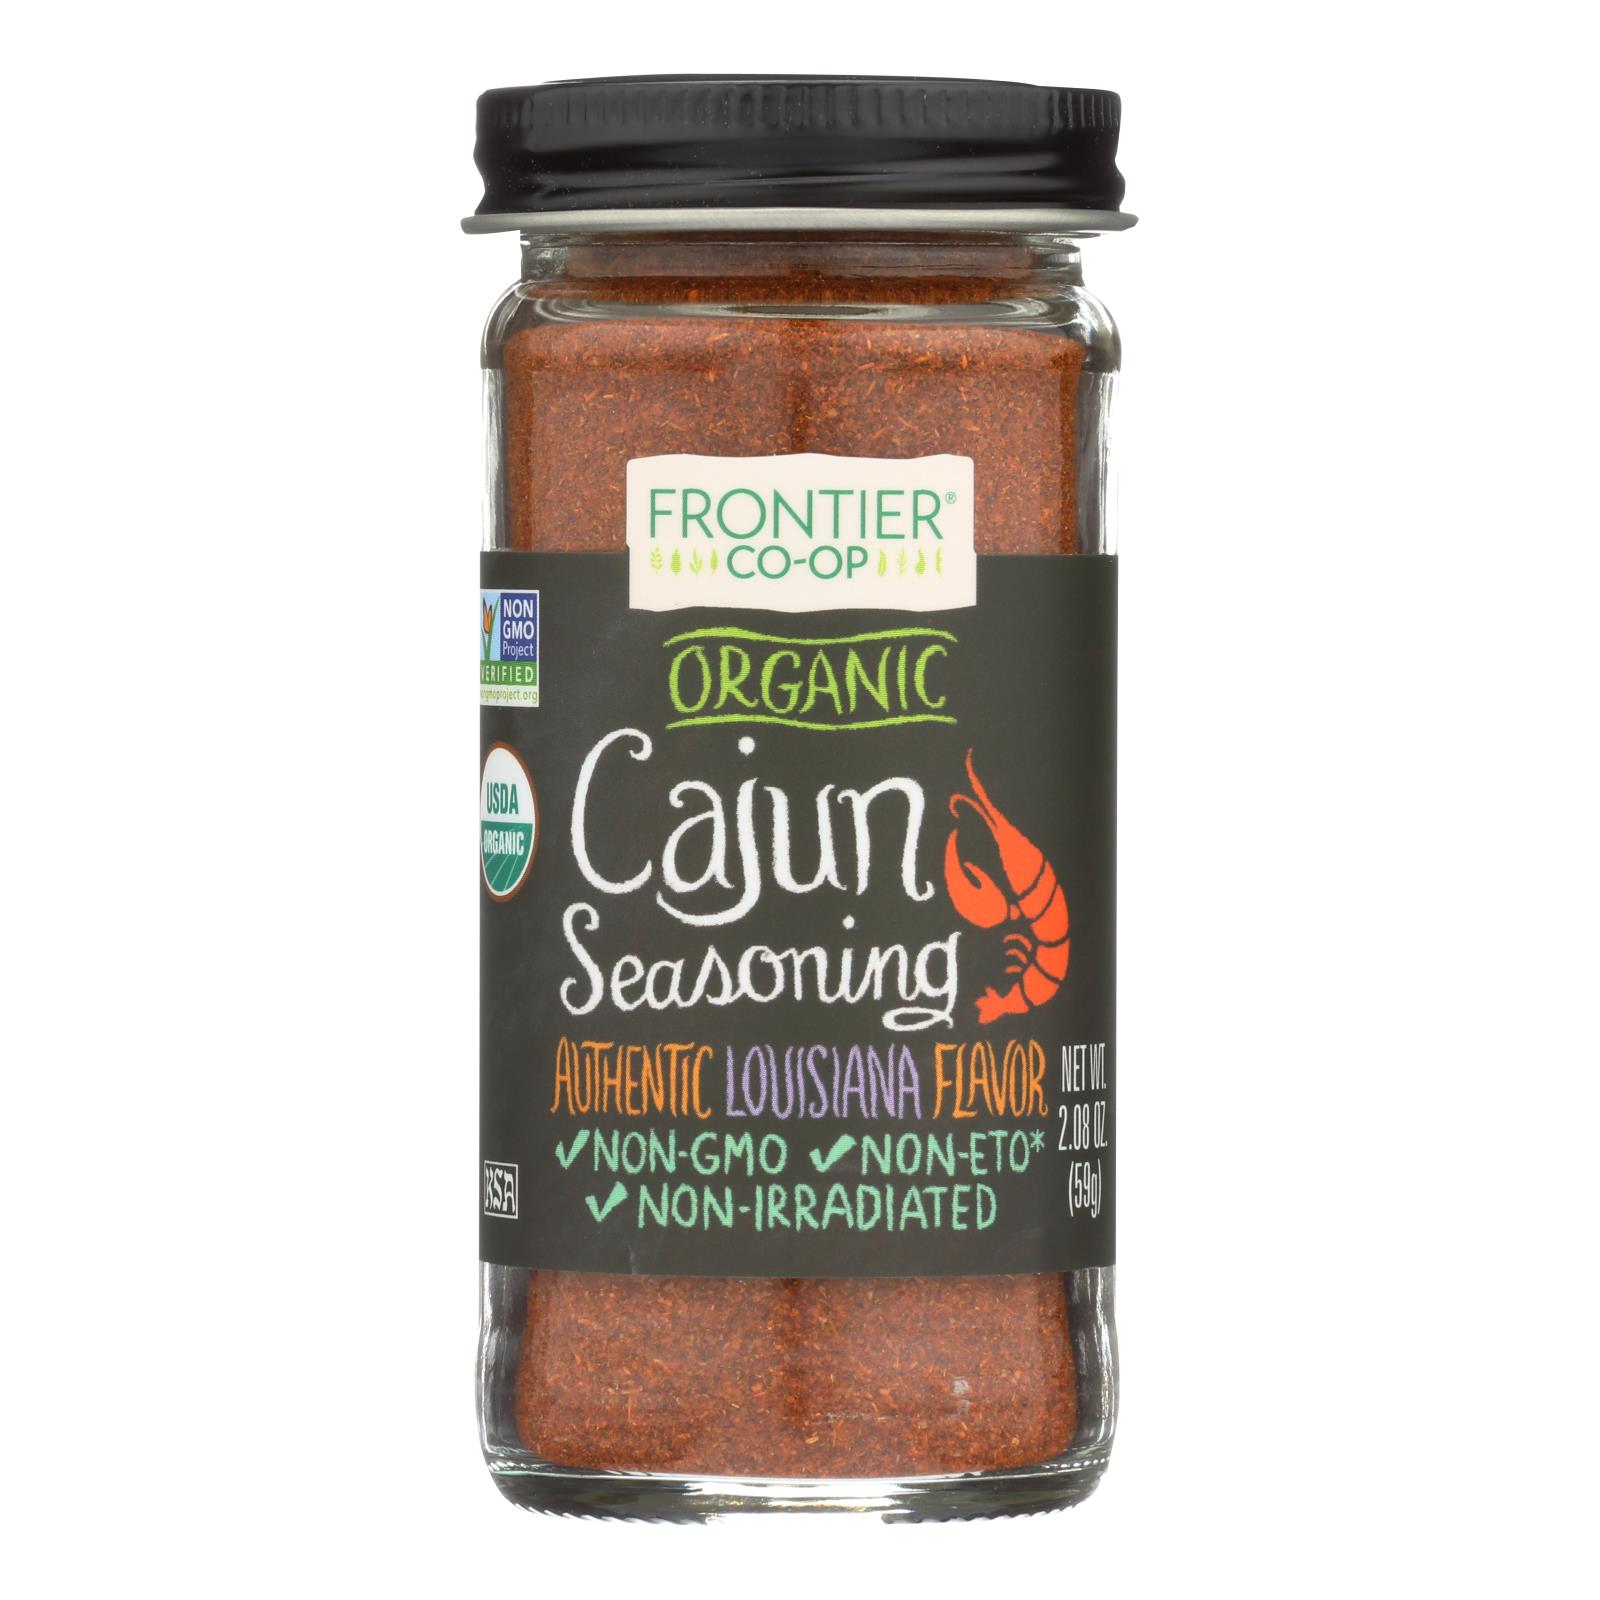 FRONTIER®
CO-OP
NON
GMO
Project
VERIFIED
nongmoproject.org
ORGANIC
USDA
ORGANIC
Cajun
Seasoning
AUTHENTIC LOUISIANA FLAVOR
NET WT.
2.08 OZ.
(59g)
✓NON-GMO ✓NON-ETO*
✓NON-IRRADIATED
KSA